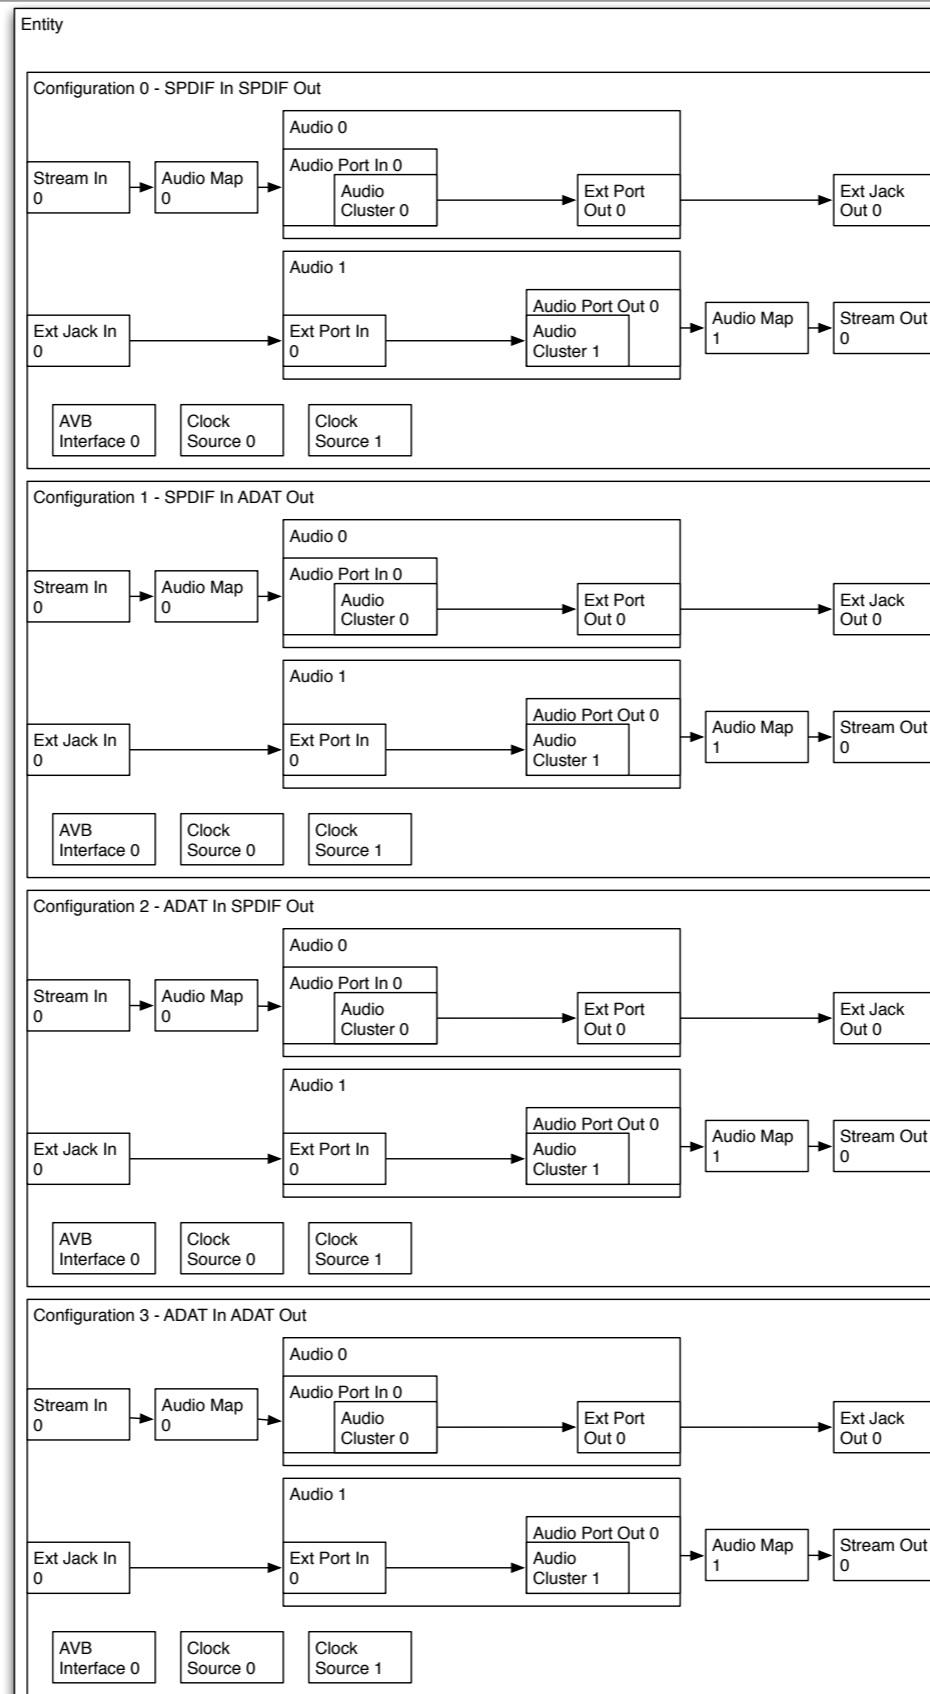 Entity
Configuration 0 - SPDIF In SPDIF Out
Audio 0
Stream In
0
Audio Map
0
Audio Port In 0
Audio
Cluster 0
Ext Port
Out 0
Ext Jack
Out 0
Audio 1
Ext Jack In
0
Ext Port In
0
Audio Port Out 0
Audio
Cluster 1
Audio Map
1
Stream Out
0
AVB
Interface 0
Clock
Source 0
Clock
Source 1
Configuration 1 - SPDIF In ADAT Out
Audio 0
Stream In
0
Audio Map
0
Audio Port In 0
Audio
Cluster 0
Ext Port
Out 0
Ext Jack
Out 0
Audio 1
Ext Jack In
0
Ext Port In
0
Audio Port Out 0
Audio
Cluster 1
Audio Map
1
Stream Out
0
AVB
Interface 0
Clock
Source 0
Clock
Source 1
Configuration 2 - ADAT In SPDIF Out
Audio 0
Stream In
0
Audio Map
0
Audio Port In 0
Audio
Cluster 0
Ext Port
Out 0
Ext Jack
Out 0
Audio 1
Ext Jack In
0
Ext Port In
0
Audio Port Out 0
Audio
Cluster 1
Audio Map
1
Stream Out
0
AVB
Interface 0
Clock
Source 0
Clock
Source 1
Configuration 3 - ADAT In ADAT Out
Audio 0
Stream In
0
Audio Map
0
Audio Port In 0
Audio
Cluster 0
Ext Port
Out 0
Ext Jack
Out 0
Audio 1
Ext Jack In
0
Ext Port In
0
Audio Port Out 0
Audio
Cluster 1
Audio Map
1
Stream Out
0
AVB
Interface 0
Clock
Source 0
Clock
Source 1